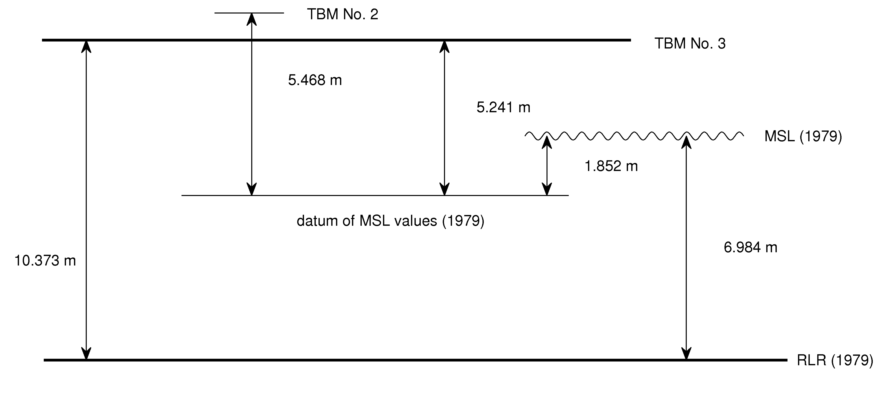 TBM No. 2
TBM No. 3
5.468 m
5.241 m
MSL (1979)
1.852 m
datum of MSL values (1979)
6.984 m
10.373 m
RLR (1979)